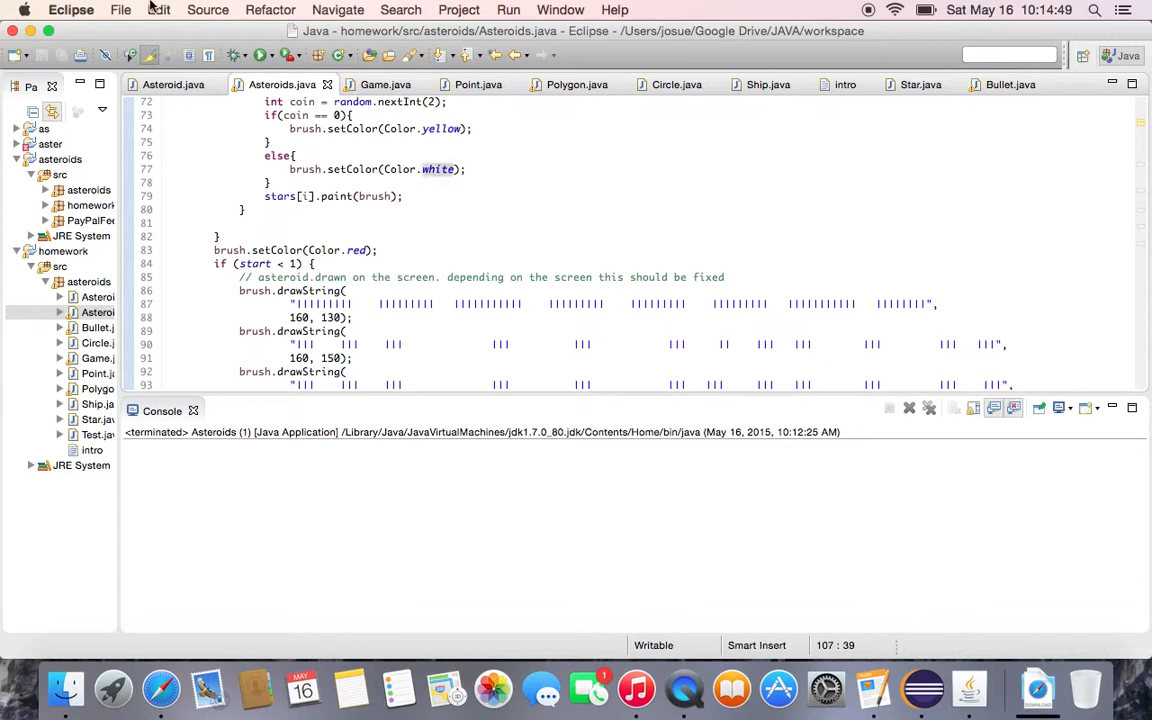 Eclipse File Edit Source Refactor Navigate Search Project Run Window Help Sat May 16 10:14:49
Java - homework/src/asteroids/Asteroids.java - Eclipse - /Users/josue/Google Drive/JAVA/workspace
Java
Pa
Asteroid.java Asteroids.java Game.java Point.java Polygon.java Circle.java Ship.java intro Star.java Bullet.java
as
aster
asteroids
src
asteroids
homework
PayPalFee
JRE System
homework
src
asteroids
Asteroi
Asteroi
Bullet.j
Circle.j
Game.
Point.j
Polygo
Ship.ja
Star.ja
Test.jav
intro
JRE System
72 int coin = random.nextInt(2);
73 if(coin == 0){
74 brush.setColor(Color.yellow);
75 }
76 else{
77 brush.setColor(Color.white);
78 }
79 stars[i].paint(brush);
80 }
81
82 }
83 brush.setColor(Color.red);
84 if (start < 1) {
85 // asteroid.drawn on the screen. depending on the screen this should be fixed
86 brush.drawString(
87 "||||||||| ||||||||| ||||||||||| ||||||||| ||||||||| ||||||||| ||||||||||| ||||||||",
88 160, 130);
89 brush.drawString(
90 "||| ||| ||| ||| ||| ||| || ||| ||| ||| ||| |||",
91 160, 150);
92 brush.drawString(
93 "||| ||| ||| ||| ||| ||| ||| ||| ||| ||| ||| |||",
Console
<terminated> Asteroids (1) [Java Application] /Library/Java/JavaVirtualMachines/jdk1.7.0_80.jdk/Contents/Home/bin/java (May 16, 2015, 10:12:25 AM)
Writable Smart Insert 107 : 39
MAY
16
1
DOWNLOAD